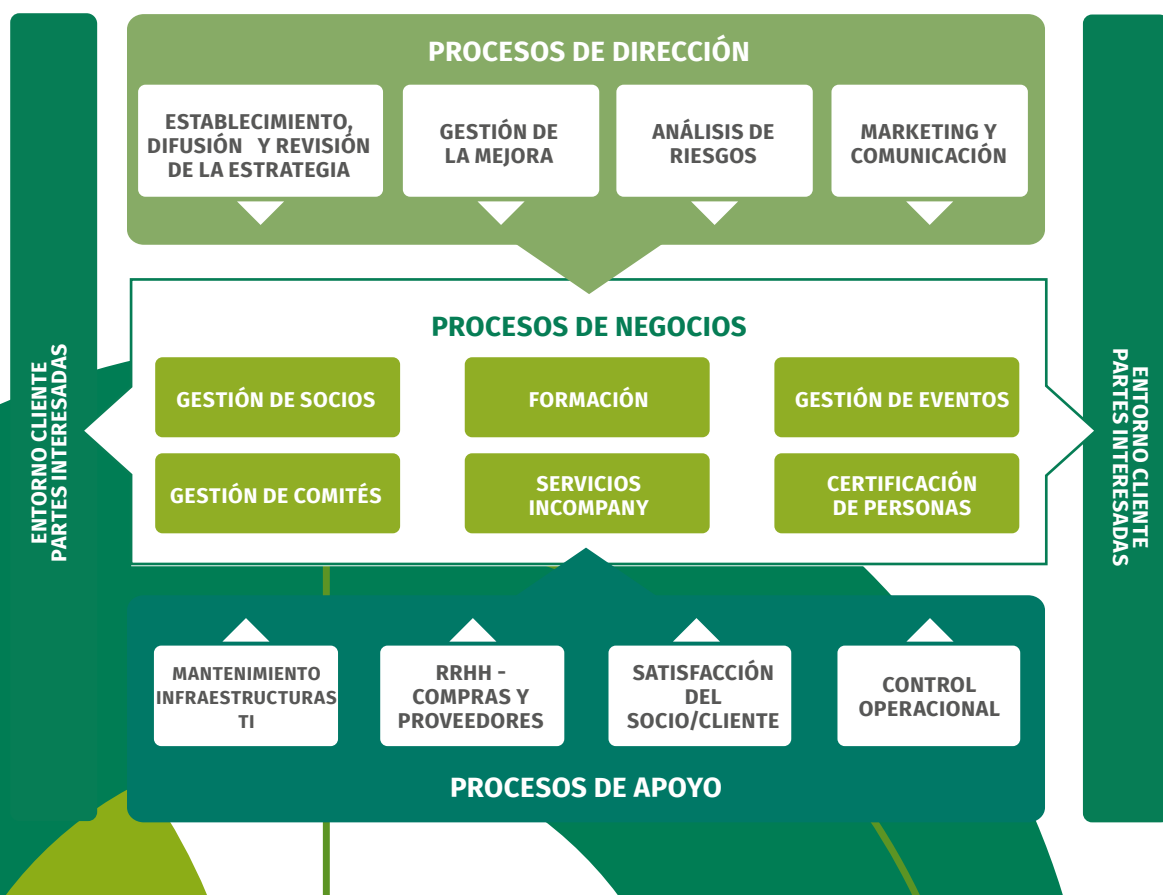 PROCESOS DE DIRECCIÓN
ESTABLECIMIENTO,
DIFUSIÓN Y REVISIÓN
DE LA ESTRATEGIA
GESTIÓN DE
LA MEJORA
ANÁLISIS DE
RIESGOS
MARKETING Y
COMUNICACIÓN
ENTORNO CLIENTE
PARTES INTERESADAS
PROCESOS DE NEGOCIOS
GESTIÓN DE SOCIOS
FORMACIÓN
GESTIÓN DE EVENTOS
GESTIÓN DE COMITÉS
SERVICIOS
INCOMPANY
CERTIFICACIÓN
DE PERSONAS
ENTORNO CLIENTE
PARTES INTERESADAS
MANTENIMIENTO
INFRAESTRUCTURAS
TI
RRHH -
COMPRAS Y
PROVEEDORES
SATISFACCIÓN
DEL
SOCIO/CLIENTE
CONTROL
OPERACIONAL
PROCESOS DE APOYO